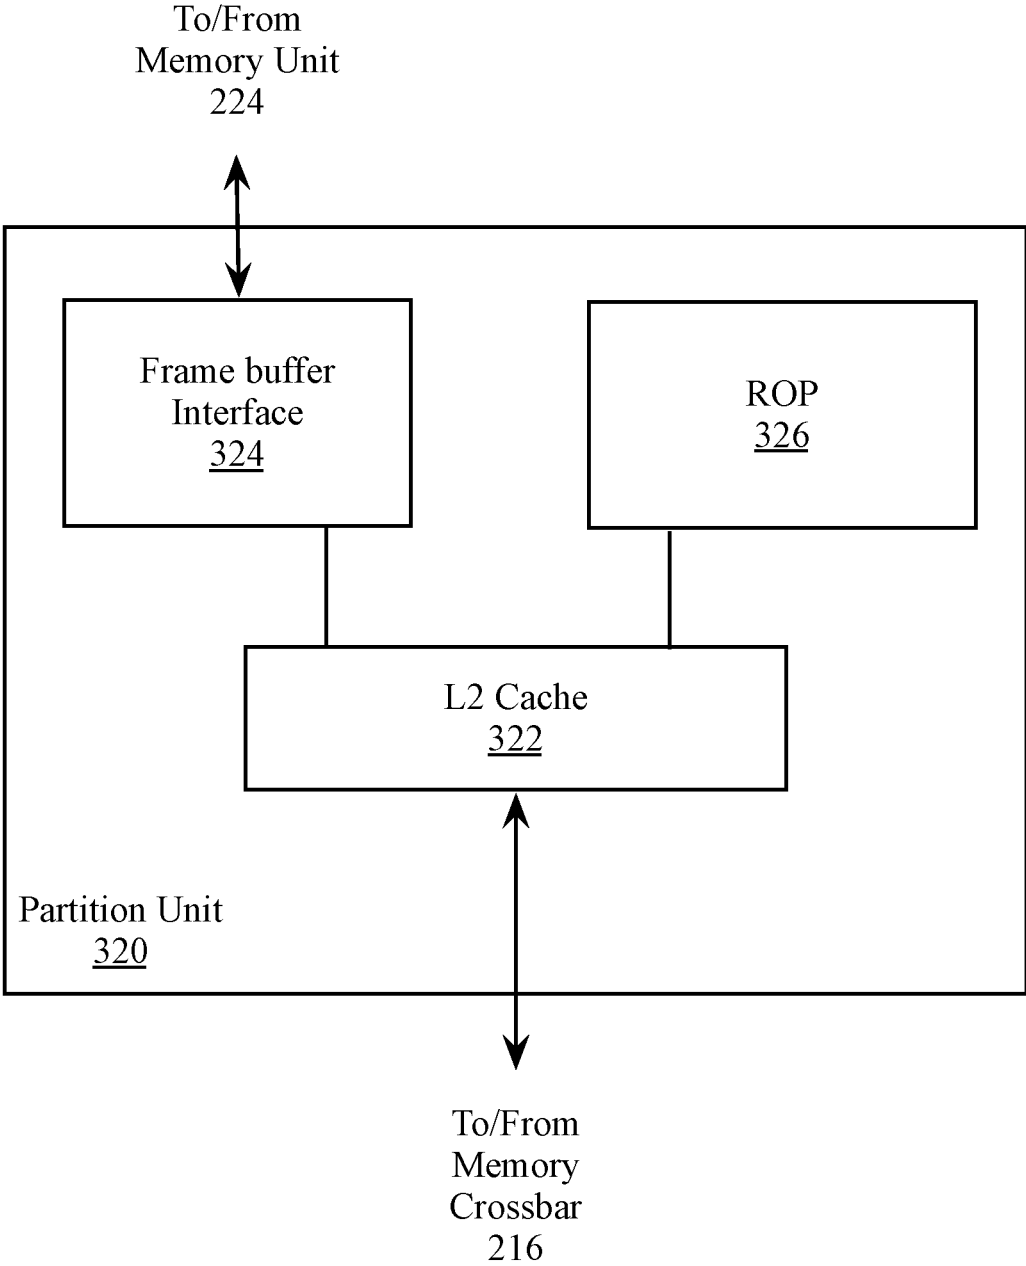 To/From
Memory Unit
224
Frame buffer
Interface
324
ROP
326
L2 Cache
322
Partition Unit
320
To/From
Memory
Crossbar
216